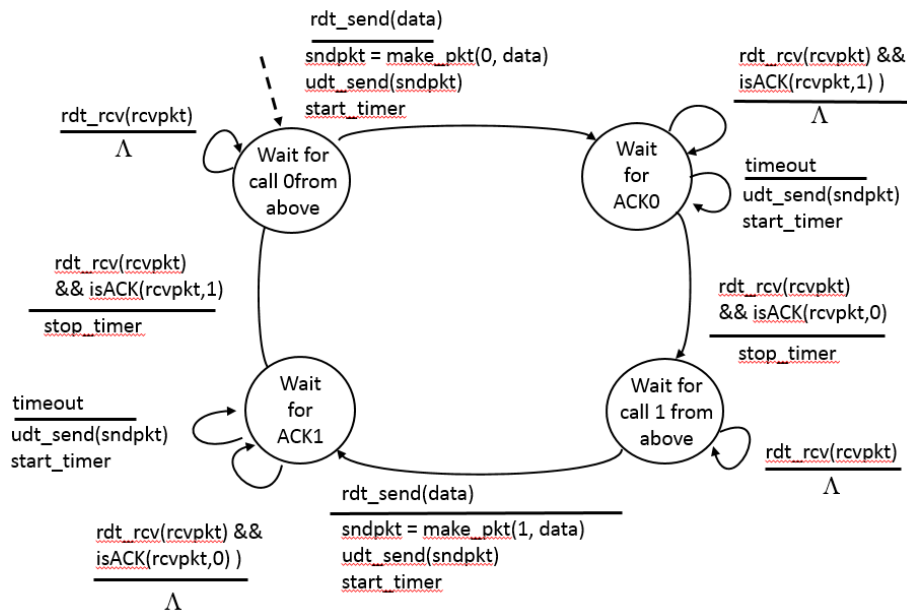 rdt_send(data)
sndpkt = make_pkt(0, data)
udt_send(sndpkt)
start_timer
rdt_rcv(rcvpkt) &&
isACK(rcvpkt,1) )
Λ
rdt_rcv(rcvpkt)
Λ
Wait for
call 0from
above
Wait
for
ACK0
timeout
udt_send(sndpkt)
start_timer
rdt_rcv(rcvpkt)
&& isACK(rcvpkt,1)
stop_timer
rdt_rcv(rcvpkt)
&& isACK(rcvpkt,0)
stop_timer
Wait
for
ACK1
Wait for
call 1 from
above
timeout
udt_send(sndpkt)
start_timer
rdt_rcv(rcvpkt)
Λ
rdt_send(data)
sndpkt = make_pkt(1, data)
udt_send(sndpkt)
start_timer
rdt_rcv(rcvpkt) &&
isACK(rcvpkt,0) )
Λ